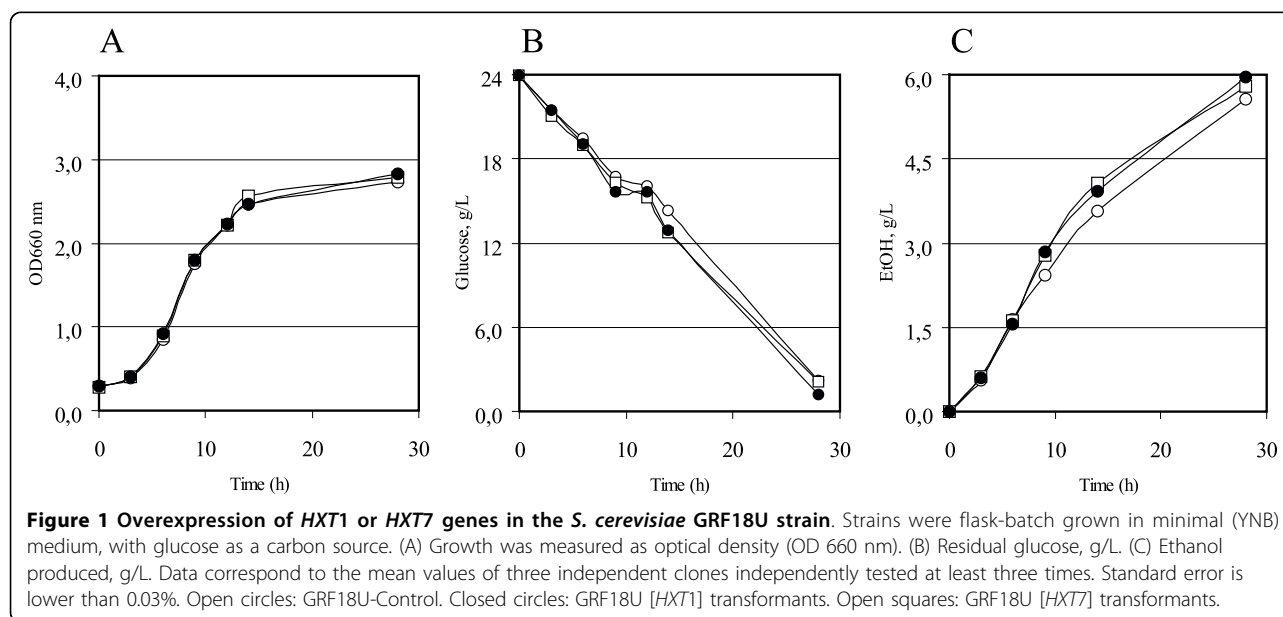 A
B
C
4,0
3,0
2,0
1,0
0,0
OD660 nm
0
10
20
30
Time (h)
24
18
12
6,0
0,0
Glucose, g/L
0
10
20
30
Time (h)
6,0
4,5
3,0
1,5
0,0
EtOH, g/L
0
10
20
30
Time (h)
Figure 1 Overexpression of HXT1 or HXT7 genes in the S. cerevisiae GRF18U strain. Strains were flask-batch grown in minimal (YNB)
medium, with glucose as a carbon source. (A) Growth was measured as optical density (OD 660 nm). (B) Residual glucose, g/L. (C) Ethanol
produced, g/L. Data correspond to the mean values of three independent clones independently tested at least three times. Standard error is
lower than 0.03%. Open circles: GRF18U-Control. Closed circles: GRF18U [HXT1] transformants. Open squares: GRF18U [HXT7] transformants.